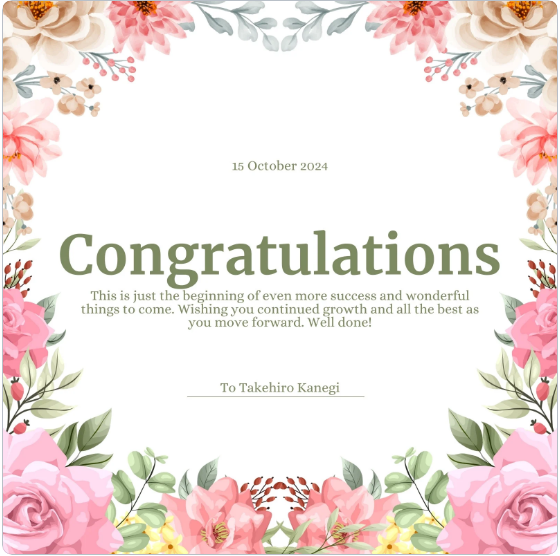 15 October 2024
Congratulations
This is just the beginning of even more success and wonderful
things to come. Wishing you continued growth and all the best as
you move forward. Well done!
To Takehiro Kanegi